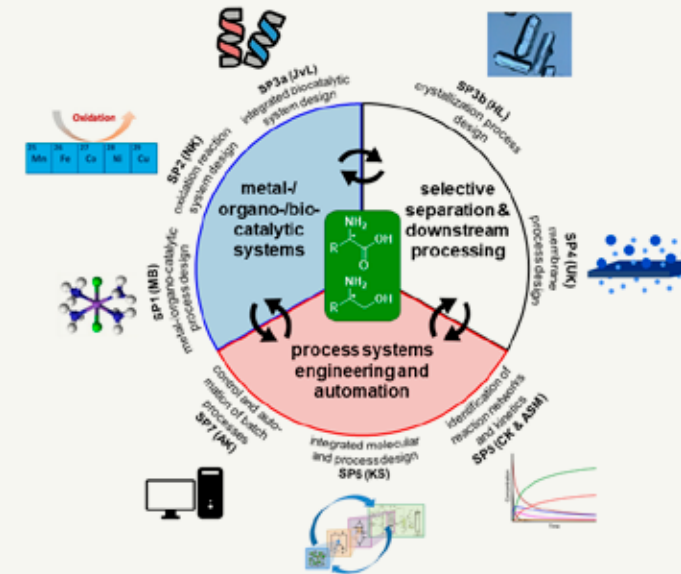 SP3a (JvL)
integrated biocatalytic
system design
SP3b (HL)
crystallization process
design
Oxidation
25 26 27 28 29
Mn Fe Co Ni Cu
SP2 (NK)
oxidation reaction
system design
metal-/
organo-/bio-
catalytic
systems
selective
separation &
downstream
processing
NH₂
OH
R
O
NH₂
OH
R
SP4 (UK)
membrane
process design
SP1 (MB)
metal-organo-catalytic
process design
process systems
engineering and
automation
control and auto-
mation of batch
processes
SP7 (AK)
integrated molecular
and process design
SP6 (KS)
identification of
reaction networks
and kinetics
SP5 (CK & ASM)
Time